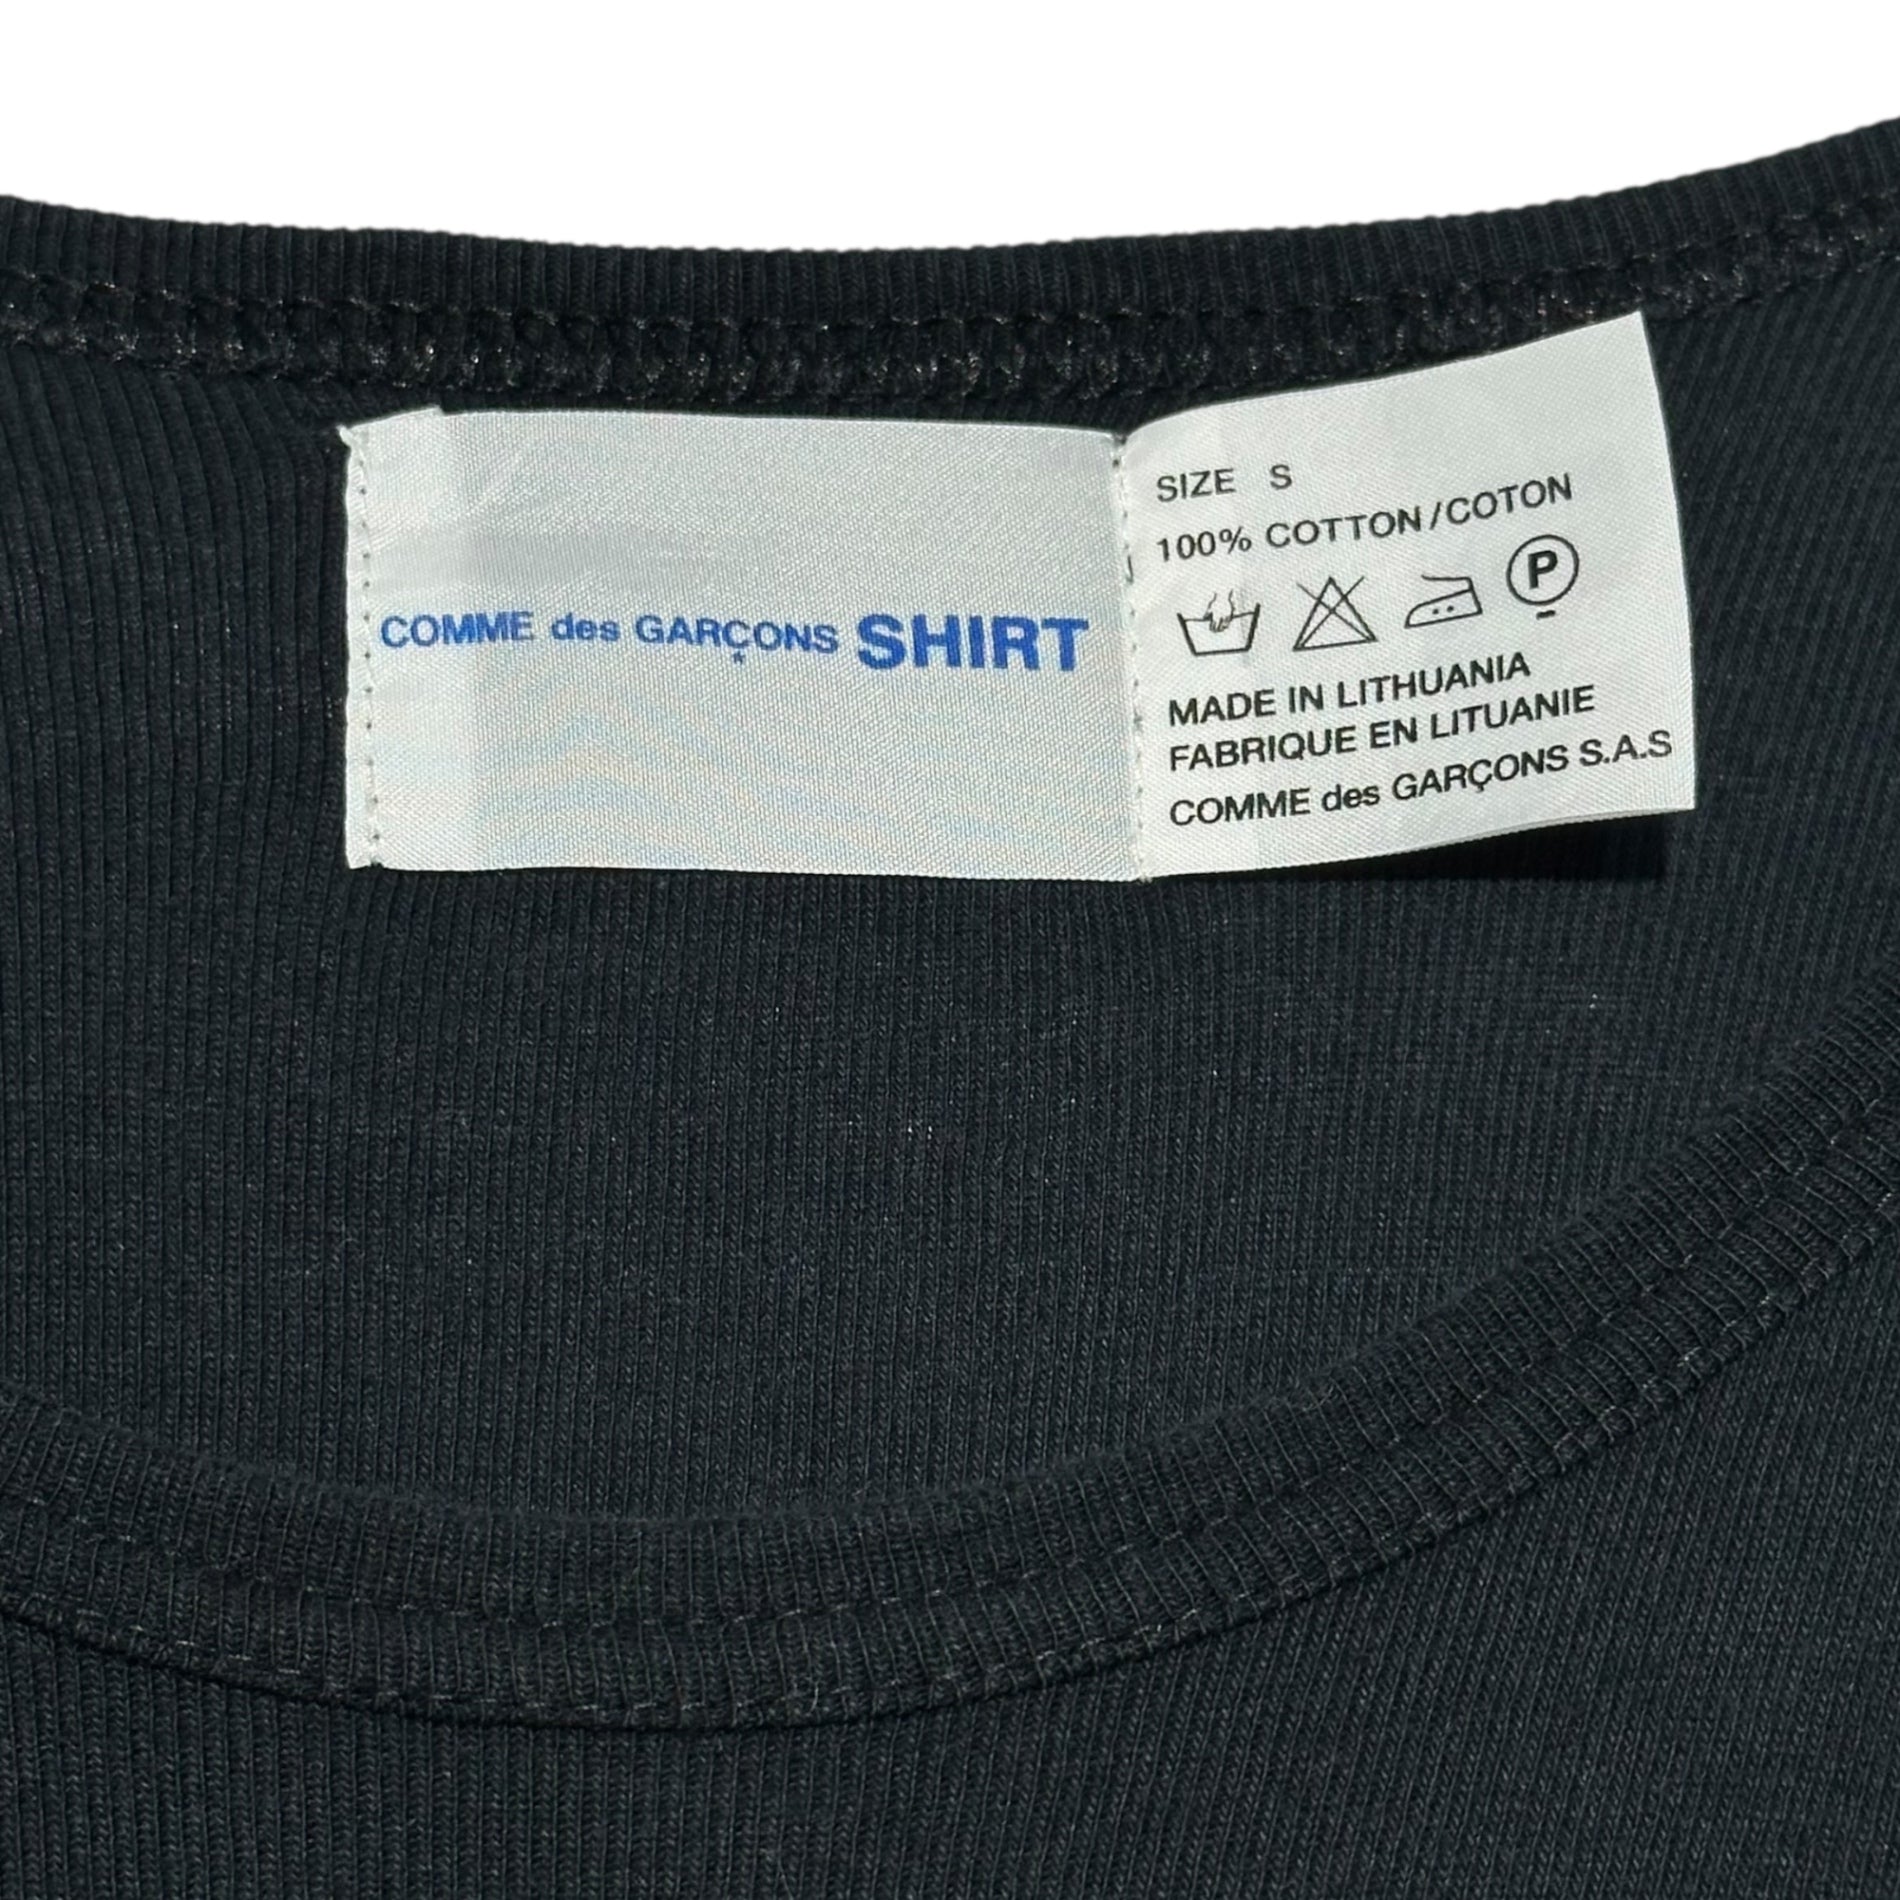 COMME des GARÇONS SHIRT
SIZE S
100% COTTON/COTON
P
MADE IN LITHUANIA
FABRIQUE EN LITUANIE
COMME des GARÇONS S.A.S